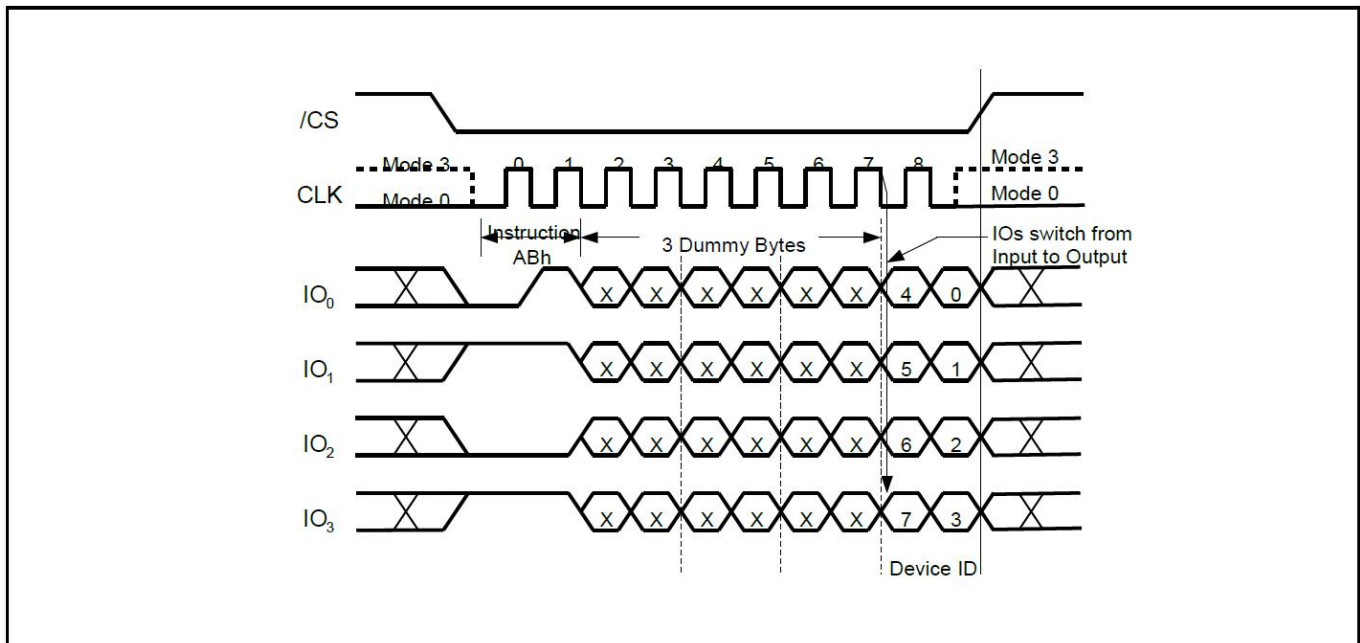 /CS
Mode 3 0 1 2 3 4 5 6 7 8 Mode 3
CLK
Mode 0 Mode 0
Instruction
ABh
3 Dummy Bytes
IOs switch from
Input to Output
IO0 X X X X X X 4 0
IO1 X X X X X X 5 1
IO2 X X X X X X 6 2
IO3 X X X X X X 7 3
Device ID